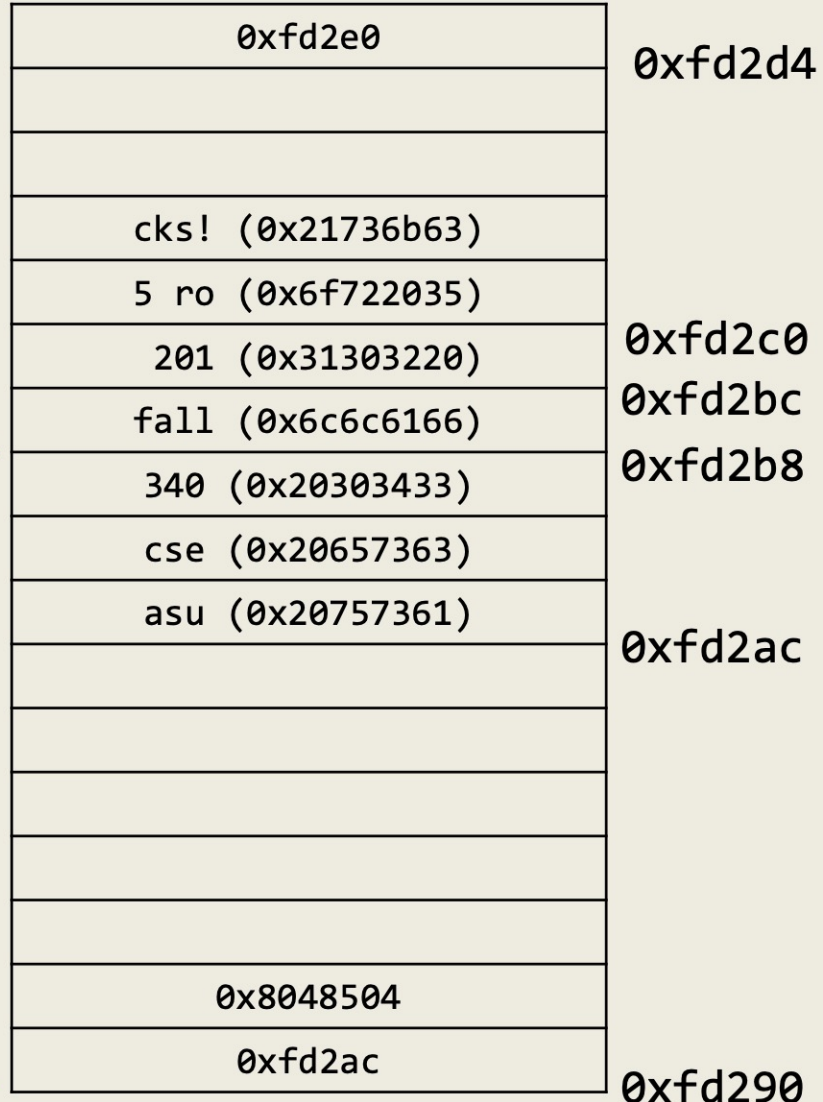 0xfd2e0
0xfd2d4
cks! (0x21736b63)
5 ro (0x6f722035)
0xfd2c0
201 (0x31303220)
0xfd2bc
fall (0x6c6c6166)
0xfd2b8
340 (0x20303433)
cse (0x20657363)
asu (0x20757361)
0xfd2ac
0x8048504
0xfd2ac
0xfd290